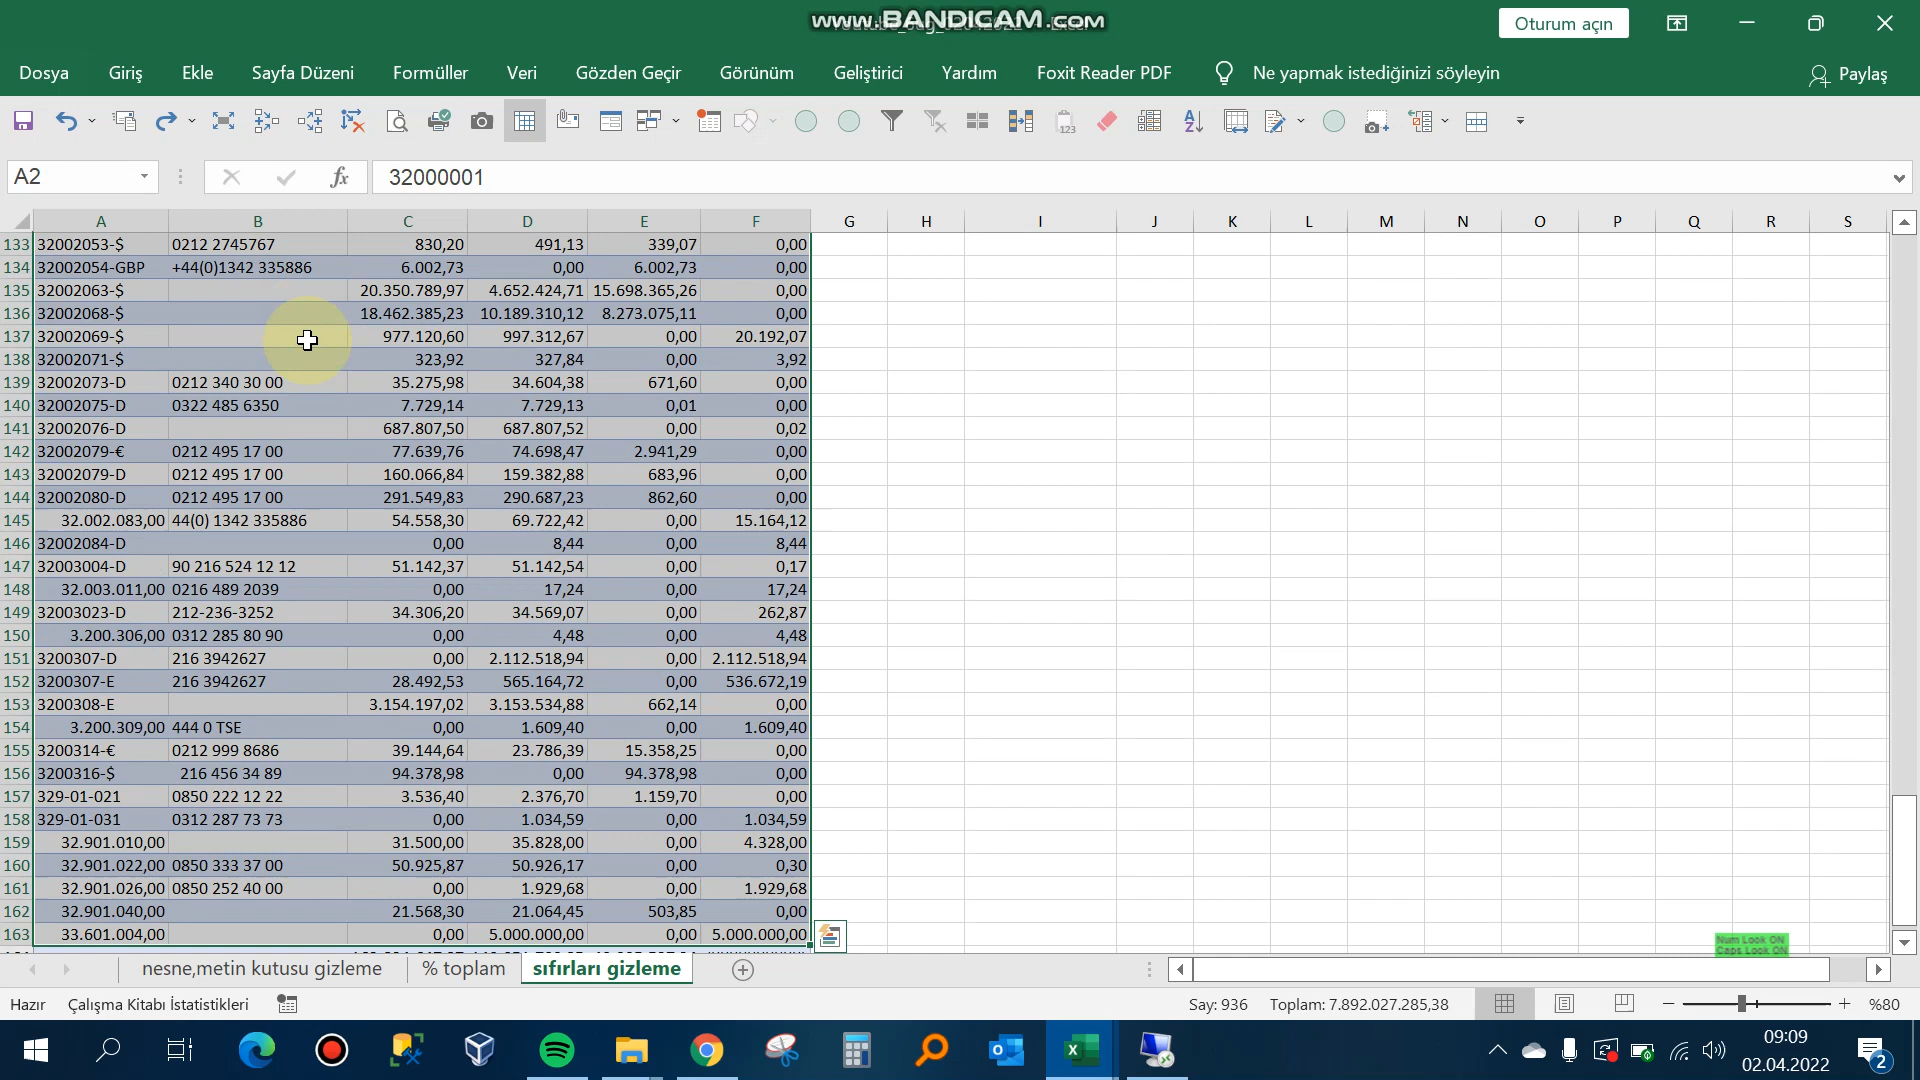 www.BANDICAM.com
Oturum açın
Dosya Giriş Ekle Sayfa Düzeni Formüller Veri Gözden Geçir Görünüm Geliştirici Yardım Foxit Reader PDF Ne yapmak istediğinizi söyleyin Paylaş
A2 fx 32000001
A B C D E F G H I J K L M N O P Q R S
133 32002053-$ 0212 2745767 830,20 491,13 339,07 0,00
134 32002054-GBP +44(0)1342 335886 6.002,73 0,00 6.002,73 0,00
135 32002063-$ 20.350.789,97 4.652.424,71 15.698.365,26 0,00
136 32002068-$ 18.462.385,23 10.189.310,12 8.273.075,11 0,00
137 32002069-$ 977.120,60 997.312,67 0,00 20.192,07
138 32002071-$ 323,92 327,84 0,00 3,92
139 32002073-D 0212 340 30 00 35.275,98 34.604,38 671,60 0,00
140 32002075-D 0322 485 6350 7.729,14 7.729,13 0,01 0,00
141 32002076-D 687.807,50 687.807,52 0,00 0,02
142 32002079-€ 0212 495 17 00 77.639,76 74.698,47 2.941,29 0,00
143 32002079-D 0212 495 17 00 160.066,84 159.382,88 683,96 0,00
144 32002080-D 0212 495 17 00 291.549,83 290.687,23 862,60 0,00
145 32.002.083,00 44(0) 1342 335886 54.558,30 69.722,42 0,00 15.164,12
146 32002084-D 0,00 8,44 0,00 8,44
147 32003004-D 90 216 524 12 12 51.142,37 51.142,54 0,00 0,17
148 32.003.011,00 0216 489 2039 0,00 17,24 0,00 17,24
149 32003023-D 212-236-3252 34.306,20 34.569,07 0,00 262,87
150 3.200.306,00 0312 285 80 90 0,00 4,48 0,00 4,48
151 3200307-D 216 3942627 0,00 2.112.518,94 0,00 2.112.518,94
152 3200307-E 216 3942627 28.492,53 565.164,72 0,00 536.672,19
153 3200308-E 3.154.197,02 3.153.534,88 662,14 0,00
154 3.200.309,00 444 0 TSE 0,00 1.609,40 0,00 1.609,40
155 3200314-€ 0212 999 8686 39.144,64 23.786,39 15.358,25 0,00
156 3200316-$ 216 456 34 89 94.378,98 0,00 94.378,98 0,00
157 329-01-021 0850 222 12 22 3.536,40 2.376,70 1.159,70 0,00
158 329-01-031 0312 287 73 73 0,00 1.034,59 0,00 1.034,59
159 32.901.010,00 31.500,00 35.828,00 0,00 4.328,00
160 32.901.022,00 0850 333 37 00 50.925,87 50.926,17 0,00 0,30
161 32.901.026,00 0850 252 40 00 0,00 1.929,68 0,00 1.929,68
162 32.901.040,00 21.568,30 21.064,45 503,85 0,00
163 33.601.004,00 0,00 5.000.000,00 0,00 5.000.000,00
Num Look ON
Caps Look ON
nesne,metin kutusu gizleme % toplam sıfırları gizleme
Hazır Çalışma Kitabı İstatistikleri Say: 936 Toplam: 7.892.027.285,38 %80
09:09
02.04.2022
2